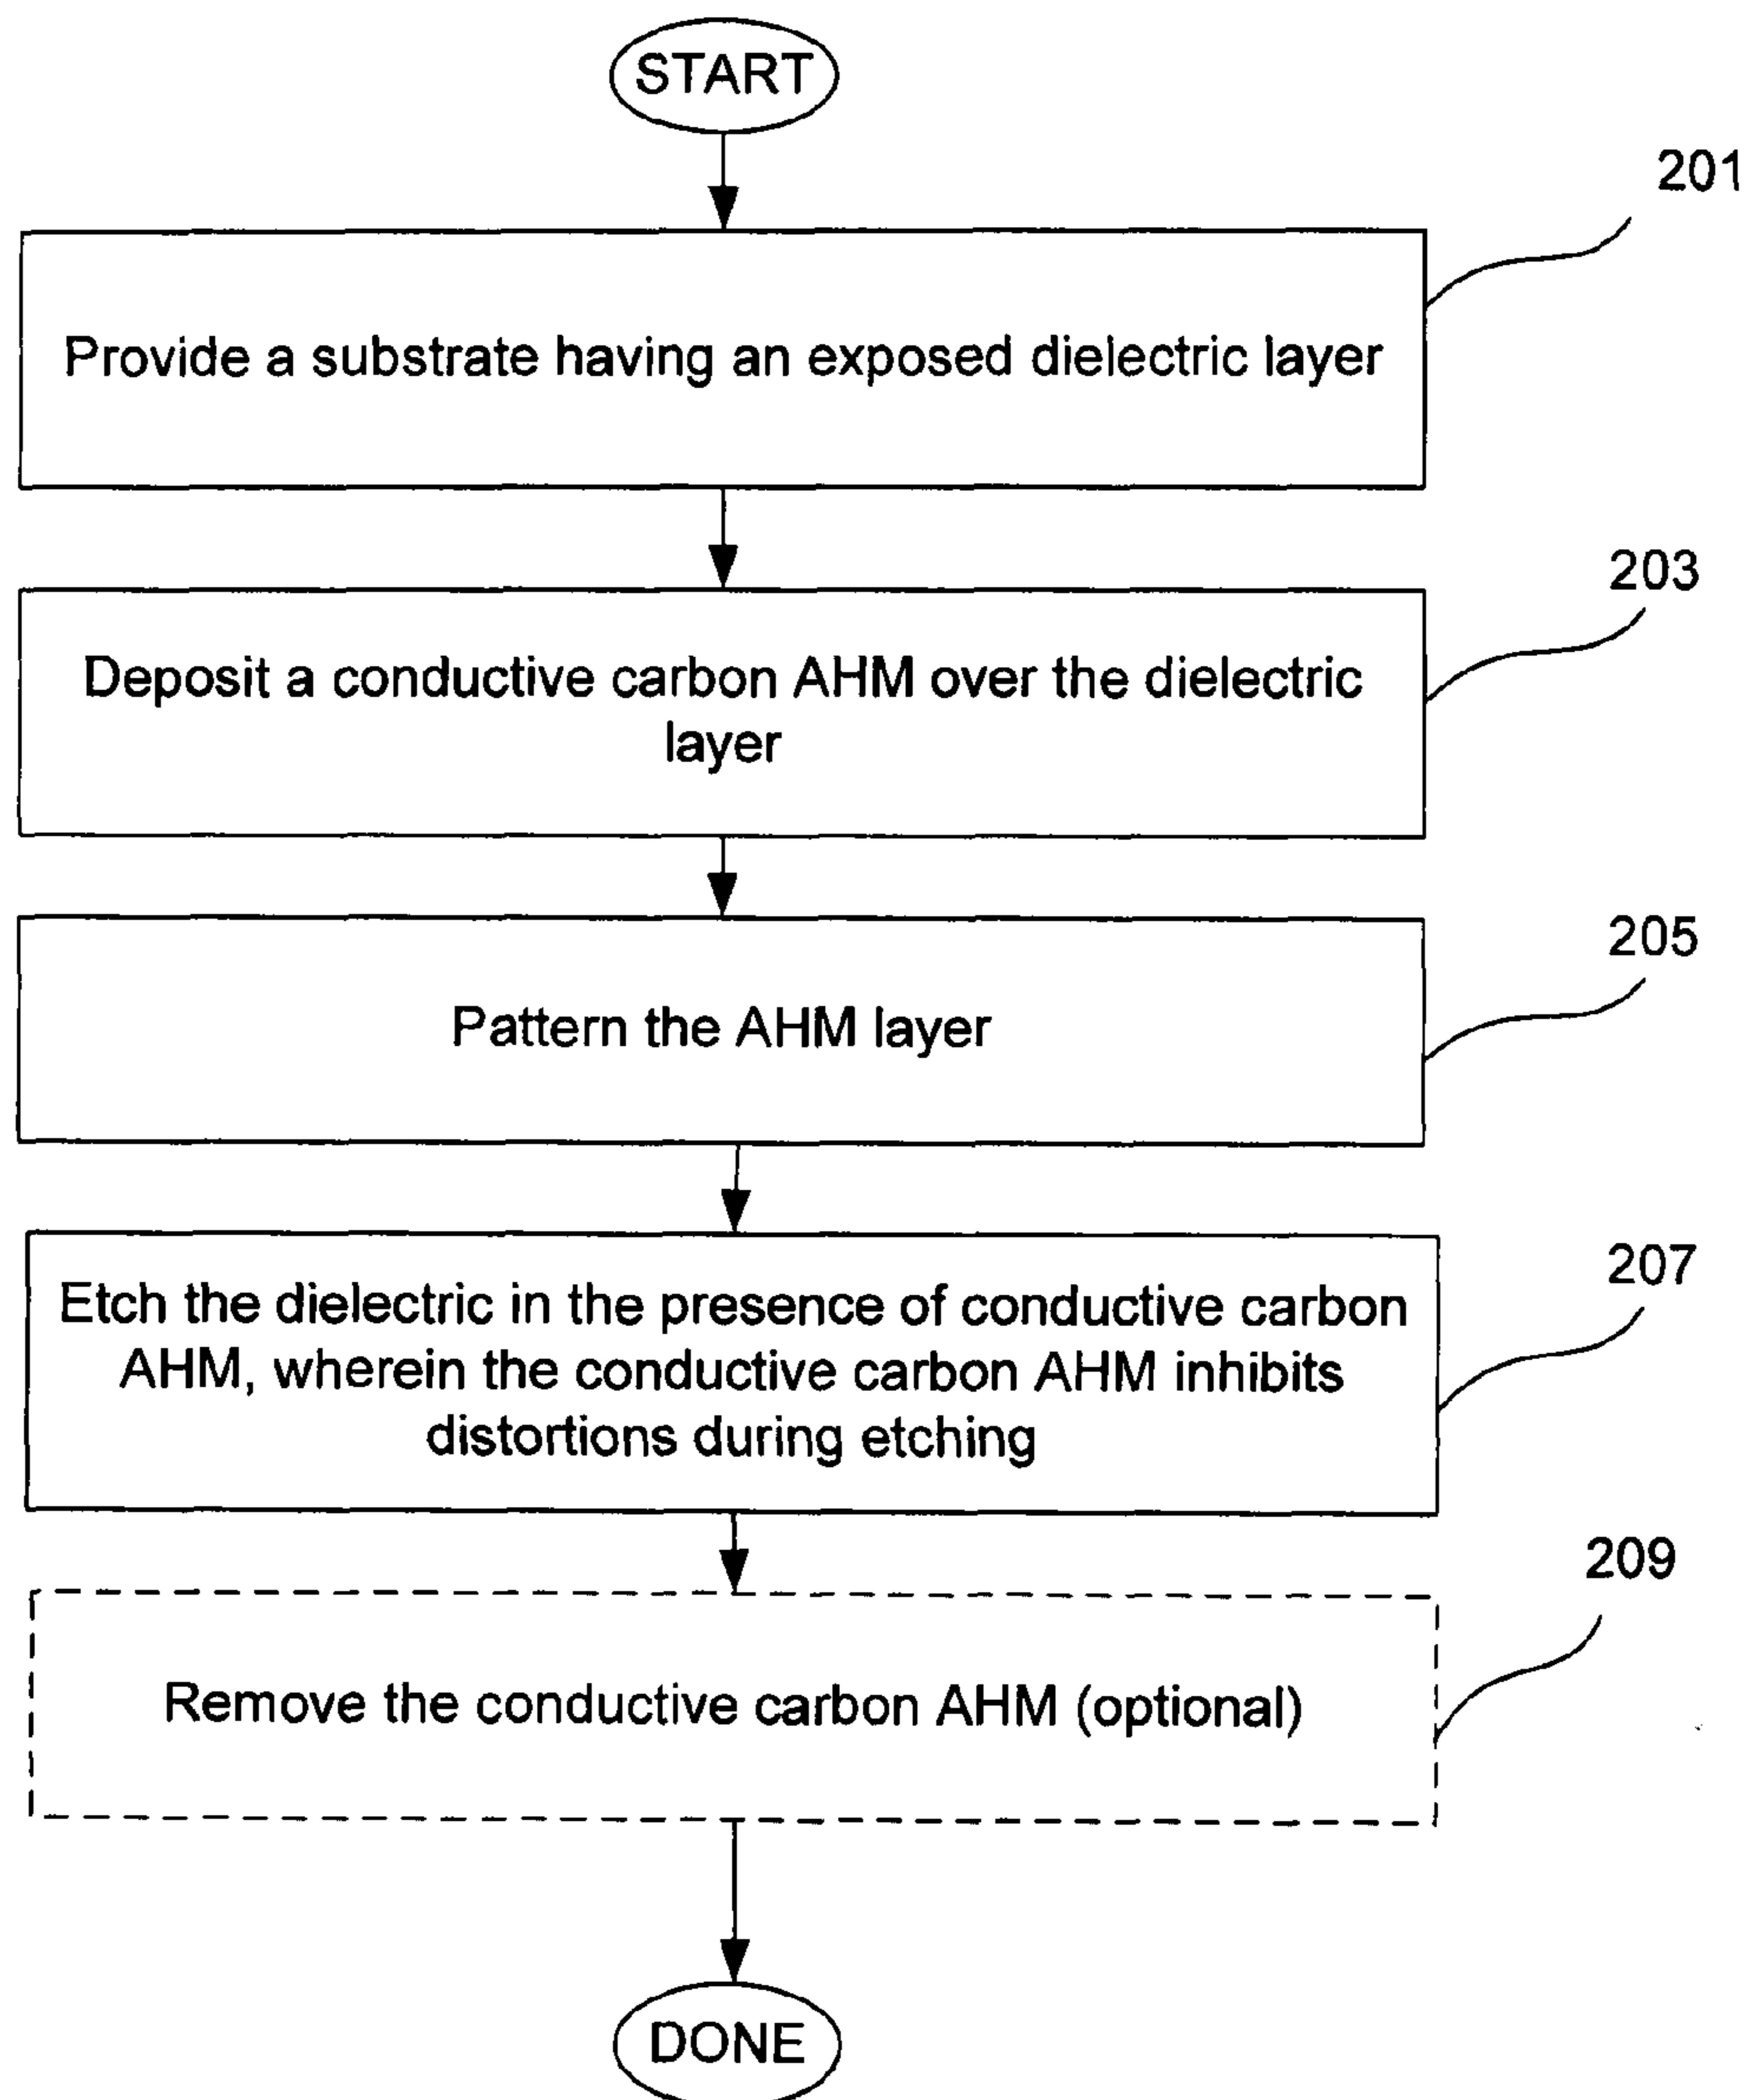 START
201
Provide a substrate having an exposed dielectric layer
203
Deposit a conductive carbon AHM over the dielectric
layer
205
Pattern the AHM layer
207
Etch the dielectric in the presence of conductive carbon
AHM, wherein the conductive carbon AHM inhibits
distortions during etching
209
Remove the conductive carbon AHM (optional)
DONE